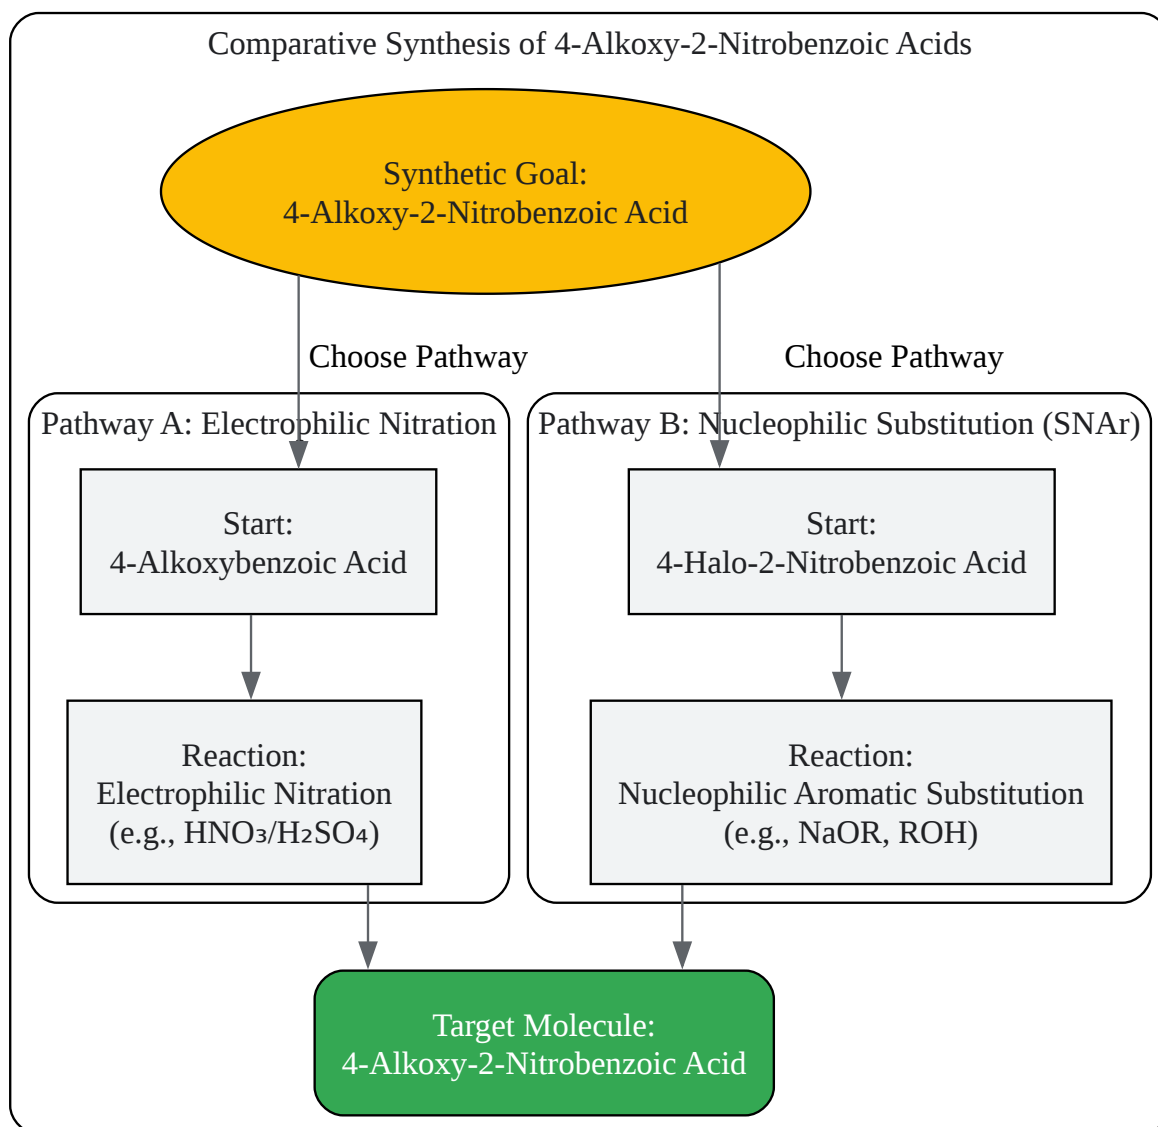 Comparative Synthesis of 4-Alkoxy-2-Nitrobenzoic Acids
Synthetic Goal:
4-Alkoxy-2-Nitrobenzoic Acid
Choose Pathway
Choose Pathway
Pathway A: Electrophilic Nitration
Start:
4-Alkoxybenzoic Acid
Reaction:
Electrophilic Nitration
(e.g., HNO₃/H₂SO₄)
Pathway B: Nucleophilic Substitution (SNAr)
Start:
4-Halo-2-Nitrobenzoic Acid
Reaction:
Nucleophilic Aromatic Substitution
(e.g., NaOR, ROH)
Target Molecule:
4-Alkoxy-2-Nitrobenzoic Acid